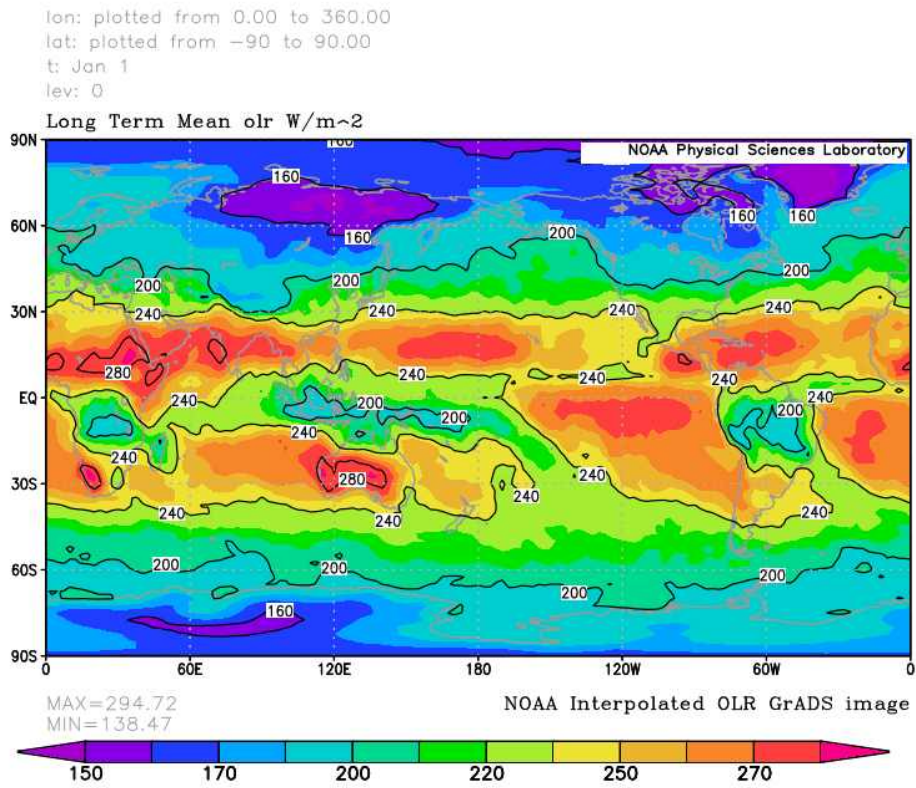 lon: plotted from 0.00 to 360.00
lat: plotted from -90 to 90.00
t: Jan 1
lev: 0
Long Term Mean olr W/m^2
NOAA Physical Sciences Laboratory
90N
60N
30N
EQ
30S
60S
90S
160
160
160
160
160
200
200
200
200
240
240
240
240
280
240
240
240
240
200
200
200
240
240
240
280
240
240
240
240
200
200
200
200
160
0
60E
120E
180
120W
60W
0
MAX=294.72
MIN=138.47
NOAA Interpolated OLR GrADS image
150 170 200 220 250 270